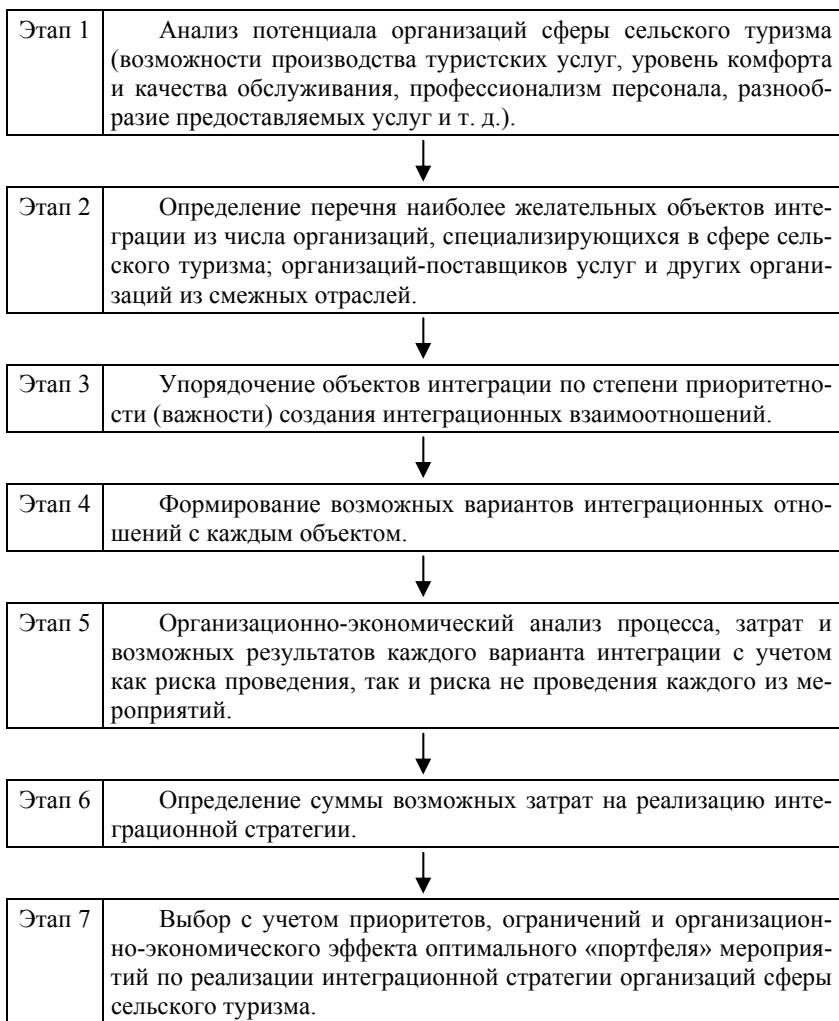 Этап 1 Анализ потенциала организаций сферы сельского туризма
(возможности производства туристских услуг, уровень комфорта
и качества обслуживания, профессионализм персонала, разнооб-
разие предоставляемых услуг и т. д.).
Этап 2 Определение перечня наиболее желательных объектов инте-
грации из числа организаций, специализирующихся в сфере сель-
ского туризма; организаций-поставщиков услуг и других органи-
заций из смежных отраслей.
Этап 3 Упорядочение объектов интеграции по степени приоритетно-
сти (важности) создания интеграционных взаимоотношений.
Этап 4 Формирование возможных вариантов интеграционных отно-
шений с каждым объектом.
Этап 5 Организационно-экономический анализ процесса, затрат и
возможных результатов каждого варианта интеграции с учетом
как риска проведения, так и риска не проведения каждого из ме-
роприятий.
Этап 6 Определение суммы возможных затрат на реализацию инте-
грационной стратегии.
Этап 7 Выбор с учетом приоритетов, ограничений и организацион-
но-экономического эффекта оптимального «портфеля» мероприя-
тий по реализации интеграционной стратегии организаций сферы
сельского туризма.